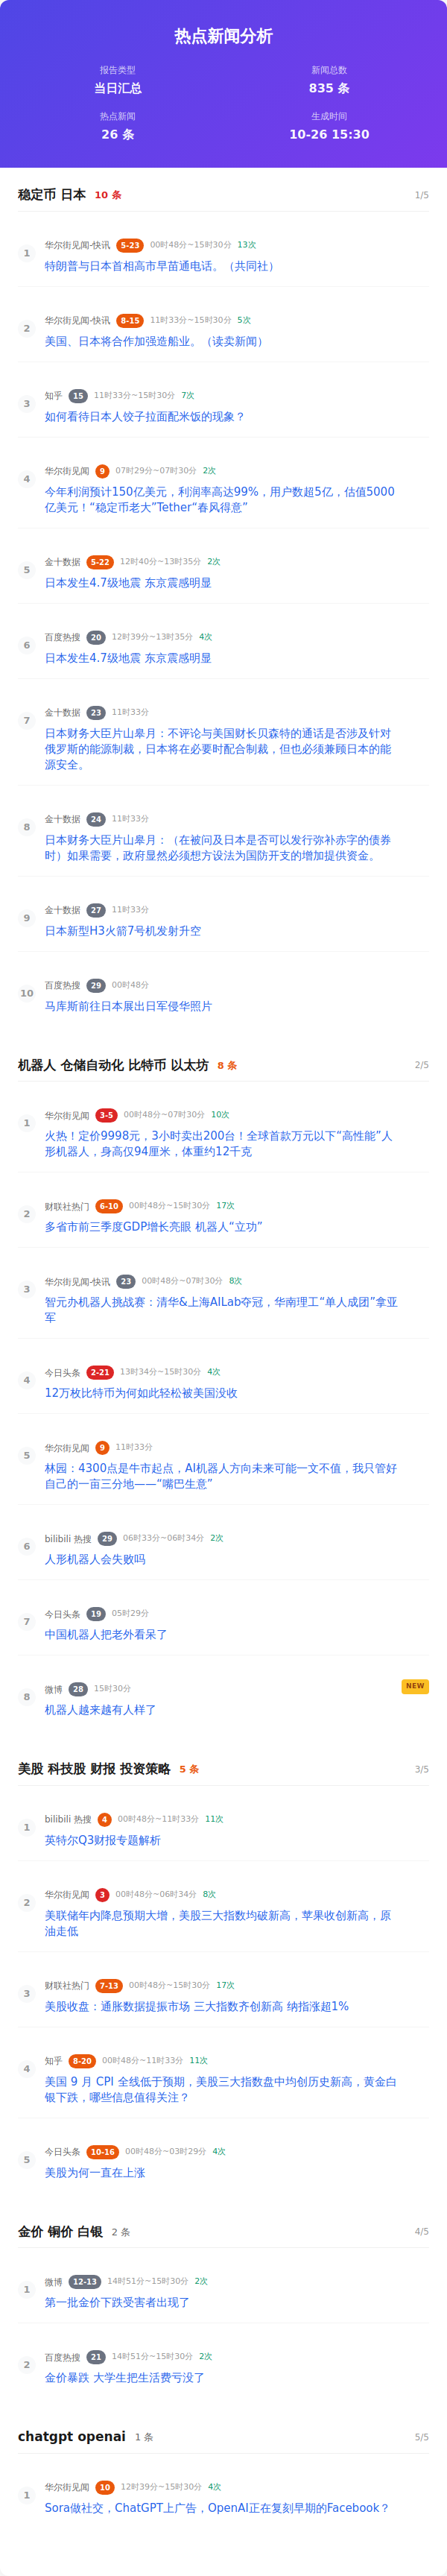 热点新闻分析
报告类型 新闻总数
当日汇总 835 条
热点新闻 生成时间
26 条 10-26 15:30
稳定币 日本 10 条 1/5
1
华尔街见闻-快讯 5-23 00时48分~15时30分 13次
特朗普与日本首相高市早苗通电话。（共同社）
2
华尔街见闻-快讯 8-15 11时33分~15时30分 5次
美国、日本将合作加强造船业。（读卖新闻）
3
知乎 15 11时33分~15时30分 7次
如何看待日本人饺子拉面配米饭的现象？
4
华尔街见闻 9 07时29分~07时30分 2次
今年利润预计150亿美元，利润率高达99%，用户数超5亿，估值5000
亿美元！“稳定币老大”Tether“春风得意”
5
金十数据 5-22 12时40分~13时35分 2次
日本发生4.7级地震 东京震感明显
6
百度热搜 20 12时39分~13时35分 4次
日本发生4.7级地震 东京震感明显
7
金十数据 23 11时33分
日本财务大臣片山皋月：不评论与美国财长贝森特的通话是否涉及针对
俄罗斯的能源制裁，日本将在必要时配合制裁，但也必须兼顾日本的能
源安全。
8
金十数据 24 11时33分
日本财务大臣片山皋月：（在被问及日本是否可以发行弥补赤字的债券
时）如果需要，政府显然必须想方设法为国防开支的增加提供资金。
9
金十数据 27 11时33分
日本新型H3火箭7号机发射升空
10
百度热搜 29 00时48分
马库斯前往日本展出日军侵华照片
机器人 仓储自动化 比特币 以太坊 8 条 2/5
1
华尔街见闻 3-5 00时48分~07时30分 10次
火热！定价9998元，3小时卖出200台！全球首款万元以下“高性能”人
形机器人，身高仅94厘米，体重约12千克
2
财联社热门 6-10 00时48分~15时30分 17次
多省市前三季度GDP增长亮眼 机器人“立功”
3
华尔街见闻-快讯 23 00时48分~07时30分 8次
智元办机器人挑战赛：清华&上海AILab夺冠，华南理工“单人成团”拿亚
军
4
今日头条 2-21 13时34分~15时30分 4次
12万枚比特币为何如此轻松被美国没收
5
华尔街见闻 9 11时33分
林园：4300点是牛市起点，AI机器人方向未来可能一文不值，我只管好
自己的一亩三分地——“嘴巴生意”
6
bilibili 热搜 29 06时33分~06时34分 2次
人形机器人会失败吗
7
今日头条 19 05时29分
中国机器人把老外看呆了
8
微博 28 15时30分 NEW
机器人越来越有人样了
美股 科技股 财报 投资策略 5 条 3/5
1
bilibili 热搜 4 00时48分~11时33分 11次
英特尔Q3财报专题解析
2
华尔街见闻 3 00时48分~06时34分 8次
美联储年内降息预期大增，美股三大指数均破新高，苹果收创新高，原
油走低
3
财联社热门 7-13 00时48分~15时30分 17次
美股收盘：通胀数据提振市场 三大指数齐创新高 纳指涨超1%
4
知乎 8-20 00时48分~11时33分 11次
美国 9 月 CPI 全线低于预期，美股三大指数盘中均创历史新高，黄金白
银下跌，哪些信息值得关注？
5
今日头条 10-16 00时48分~03时29分 4次
美股为何一直在上涨
金价 铜价 白银 2 条 4/5
1
微博 12-13 14时51分~15时30分 2次
第一批金价下跌受害者出现了
2
百度热搜 21 14时51分~15时30分 2次
金价暴跌 大学生把生活费亏没了
chatgpt openai 1 条 5/5
1
华尔街见闻 10 12时39分~15时30分 4次
Sora做社交，ChatGPT上广告，OpenAI正在复刻早期的Facebook？